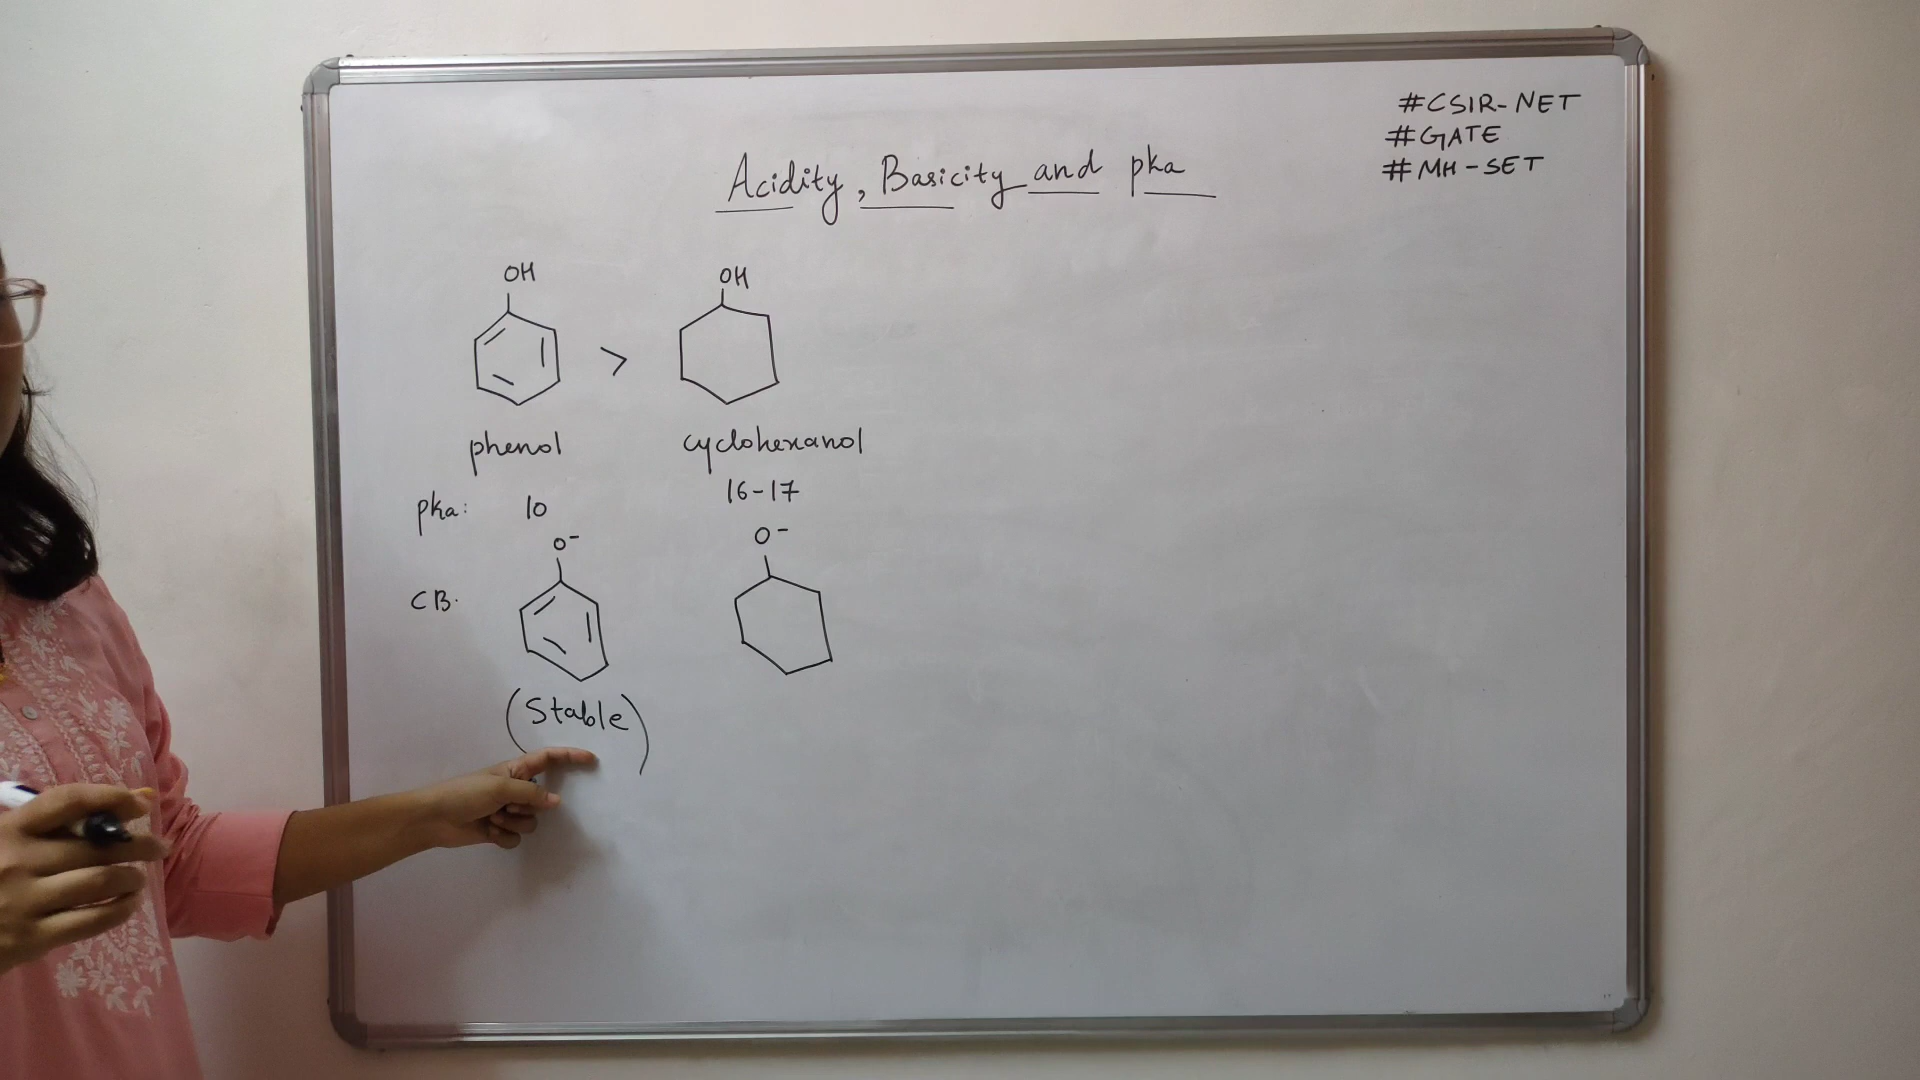 #CSIR-NET
#GATE
#MH-SET
Acidity, Basicity and pka
OH OH
>
phenol cyclohexanol
pka: 10 16-17
O- O-
CB.
(Stable)